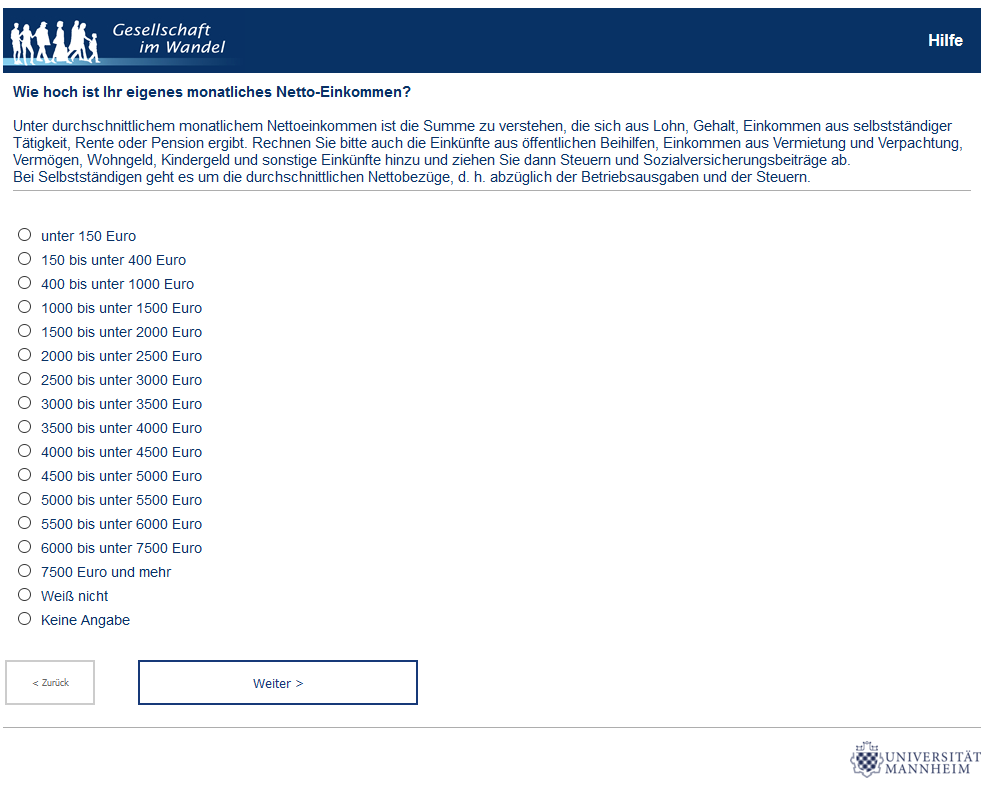 Gesellschaft
im Wandel
Hilfe
Wie hoch ist Ihr eigenes monatliches Netto-Einkommen?
Unter durchschnittlichem monatlichem Nettoeinkommen ist die Summe zu verstehen, die sich aus Lohn, Gehalt, Einkommen aus selbstständiger
Tätigkeit, Rente oder Pension ergibt. Rechnen Sie bitte auch die Einkünfte aus öffentlichen Beihilfen, Einkommen aus Vermietung und Verpachtung,
Vermögen, Wohngeld, Kindergeld und sonstige Einkünfte hinzu und ziehen Sie dann Steuern und Sozialversicherungsbeiträge ab.
Bei Selbstständigen geht es um die durchschnittlichen Nettobezüge, d. h. abzüglich der Betriebsausgaben und der Steuern.
unter 150 Euro
150 bis unter 400 Euro
400 bis unter 1000 Euro
1000 bis unter 1500 Euro
1500 bis unter 2000 Euro
2000 bis unter 2500 Euro
2500 bis unter 3000 Euro
3000 bis unter 3500 Euro
3500 bis unter 4000 Euro
4000 bis unter 4500 Euro
4500 bis unter 5000 Euro
5000 bis unter 5500 Euro
5500 bis unter 6000 Euro
6000 bis unter 7500 Euro
7500 Euro und mehr
Weiß nicht
Keine Angabe
< Zurück
Weiter >
UNIVERSITÄT
MANNHEIM